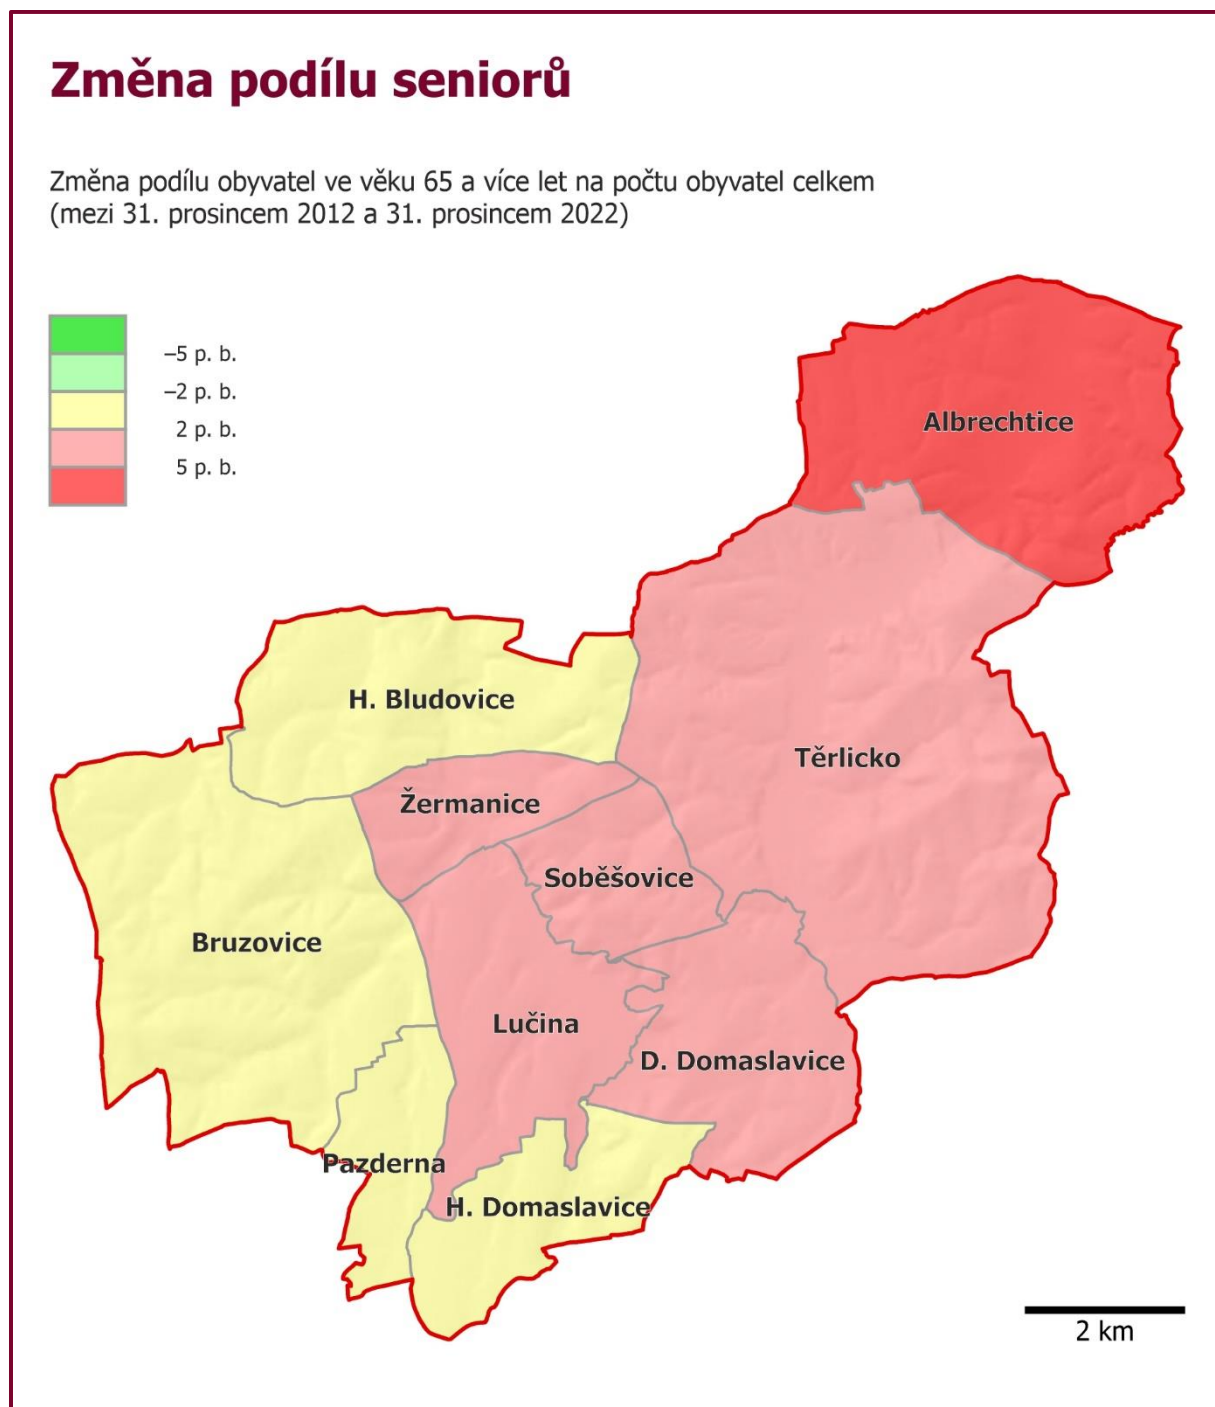 Změna podílu seniorů
Změna podílu obyvatel ve věku 65 a více let na počtu obyvatel celkem
(mezi 31. prosincem 2012 a 31. prosincem 2022)
–5 p. b.
–2 p. b.
2 p. b.
5 p. b.
Albrechtice
H. Bludovice
Těrlicko
Žermanice
Soběšovice
Bruzovice
Lučina
D. Domaslavice
Pazderna
H. Domaslavice
2 km